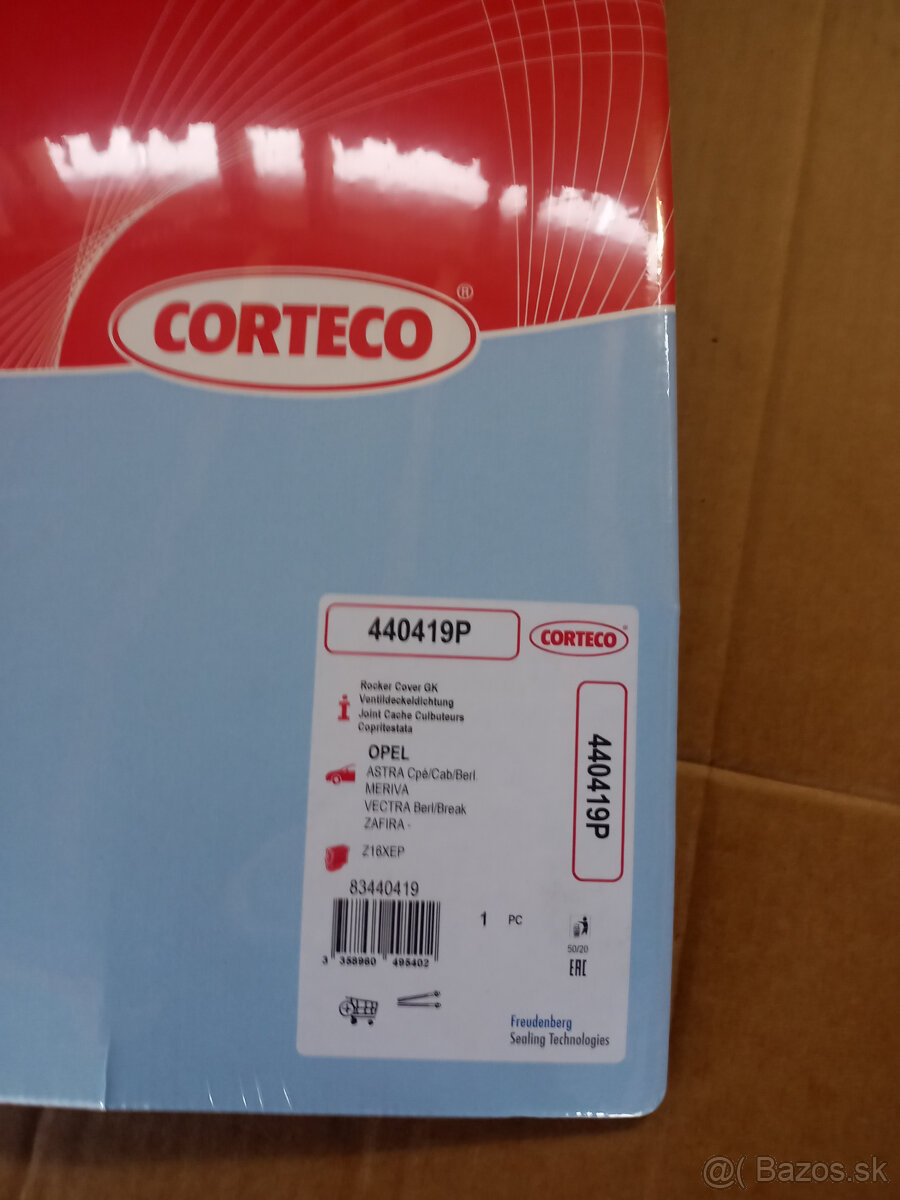 CORTECO ®
440419P
CORTECO ®
Rocker Cover GK
Ventildeckeldichtung
Joint Cache Culbuteurs
Copritestata
OPEL
ASTRA Cpé/Cab/Berl.
MERIVA
VECTRA Berl/Break
ZAFIRA -
Z16XEP
440419P
83440419
3 358960 495402
1 PC
50/20
EAC
Freudenberg
Sealing Technologies
@( Bazos.sk